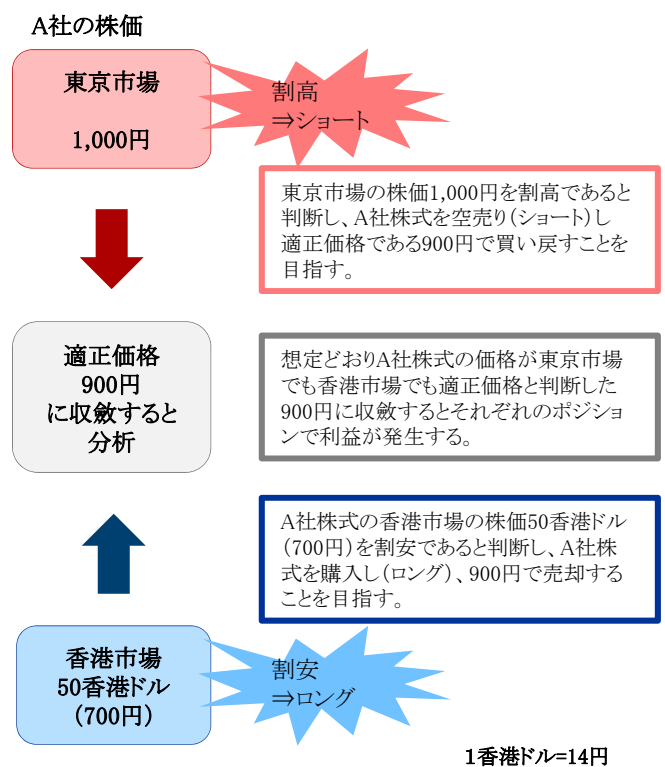 A社の株価
東京市場
1,000円
割高
⇒ショート
東京市場の株価1,000円を割高であると
判断し、A社株式を空売り（ショート）し
適正価格である900円で買い戻すことを
目指す。
適正価格
900円
に収斂すると
分析
想定どおりA社株式の価格が東京市場
でも香港市場でも適正価格と判断した
900円に収斂するとそれぞれのポジショ
ンで利益が発生する。
A社株式の香港市場の株価50香港ドル
（700円）を割安であると判断し、A社株
式を購入し（ロング）、900円で売却する
ことを目指す。
香港市場
50香港ドル
（700円）
割安
⇒ロング
1香港ドル=14円